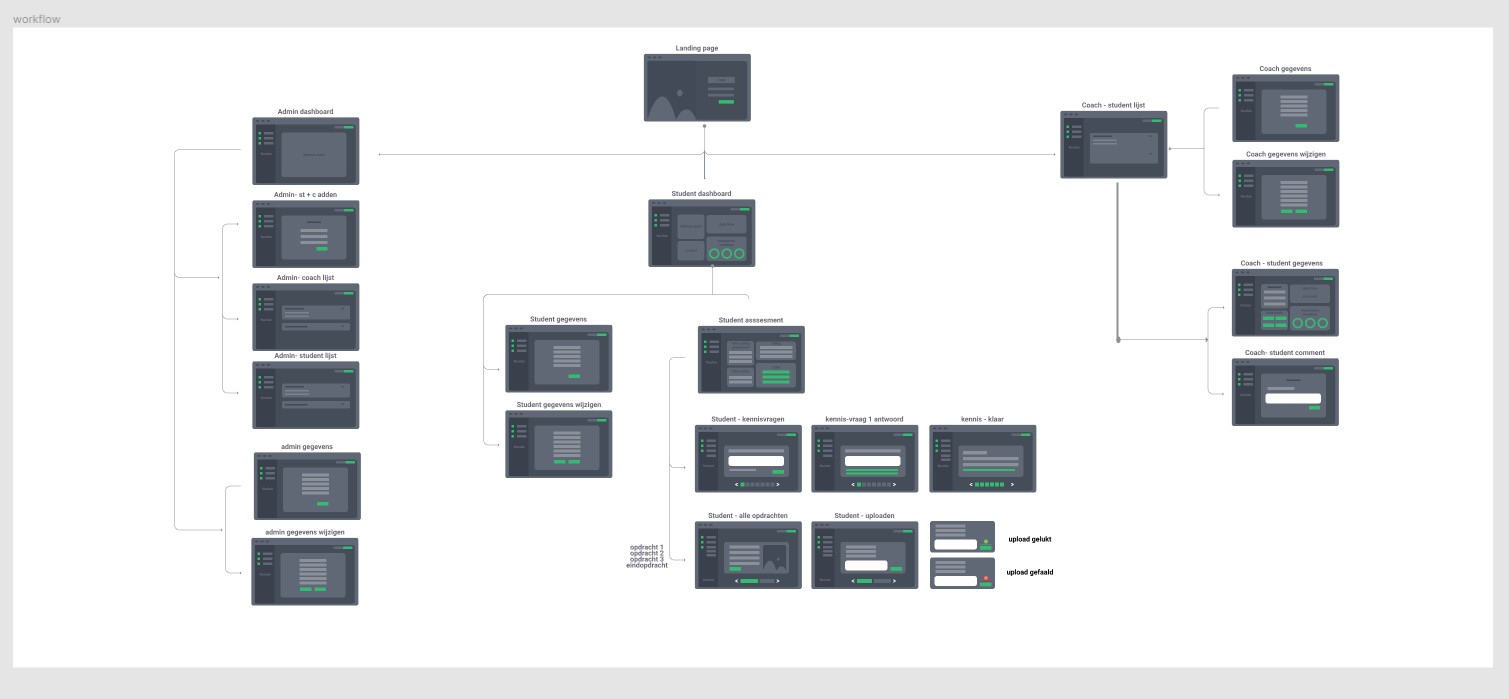 workflow
Landing page
Admin dashboard
Admin- st + c adden
Admin- coach lijst
Admin- student lijst
admin gegevens
admin gegevens wijzigen
Student dashboard
Student gegevens
Student gegevens wijzigen
Student asssesment
Student - kennisvragen
kennis-vraag 1 antwoord
kennis - klaar
Student - alle opdrachten
Student - uploaden
opdracht 1
opdracht 2
opdracht 3
eindopdracht
upload gelukt
upload gefaald
Coach - student lijst
Coach gegevens
Coach gegevens wijzigen
Coach - student gegevens
Coach- student comment